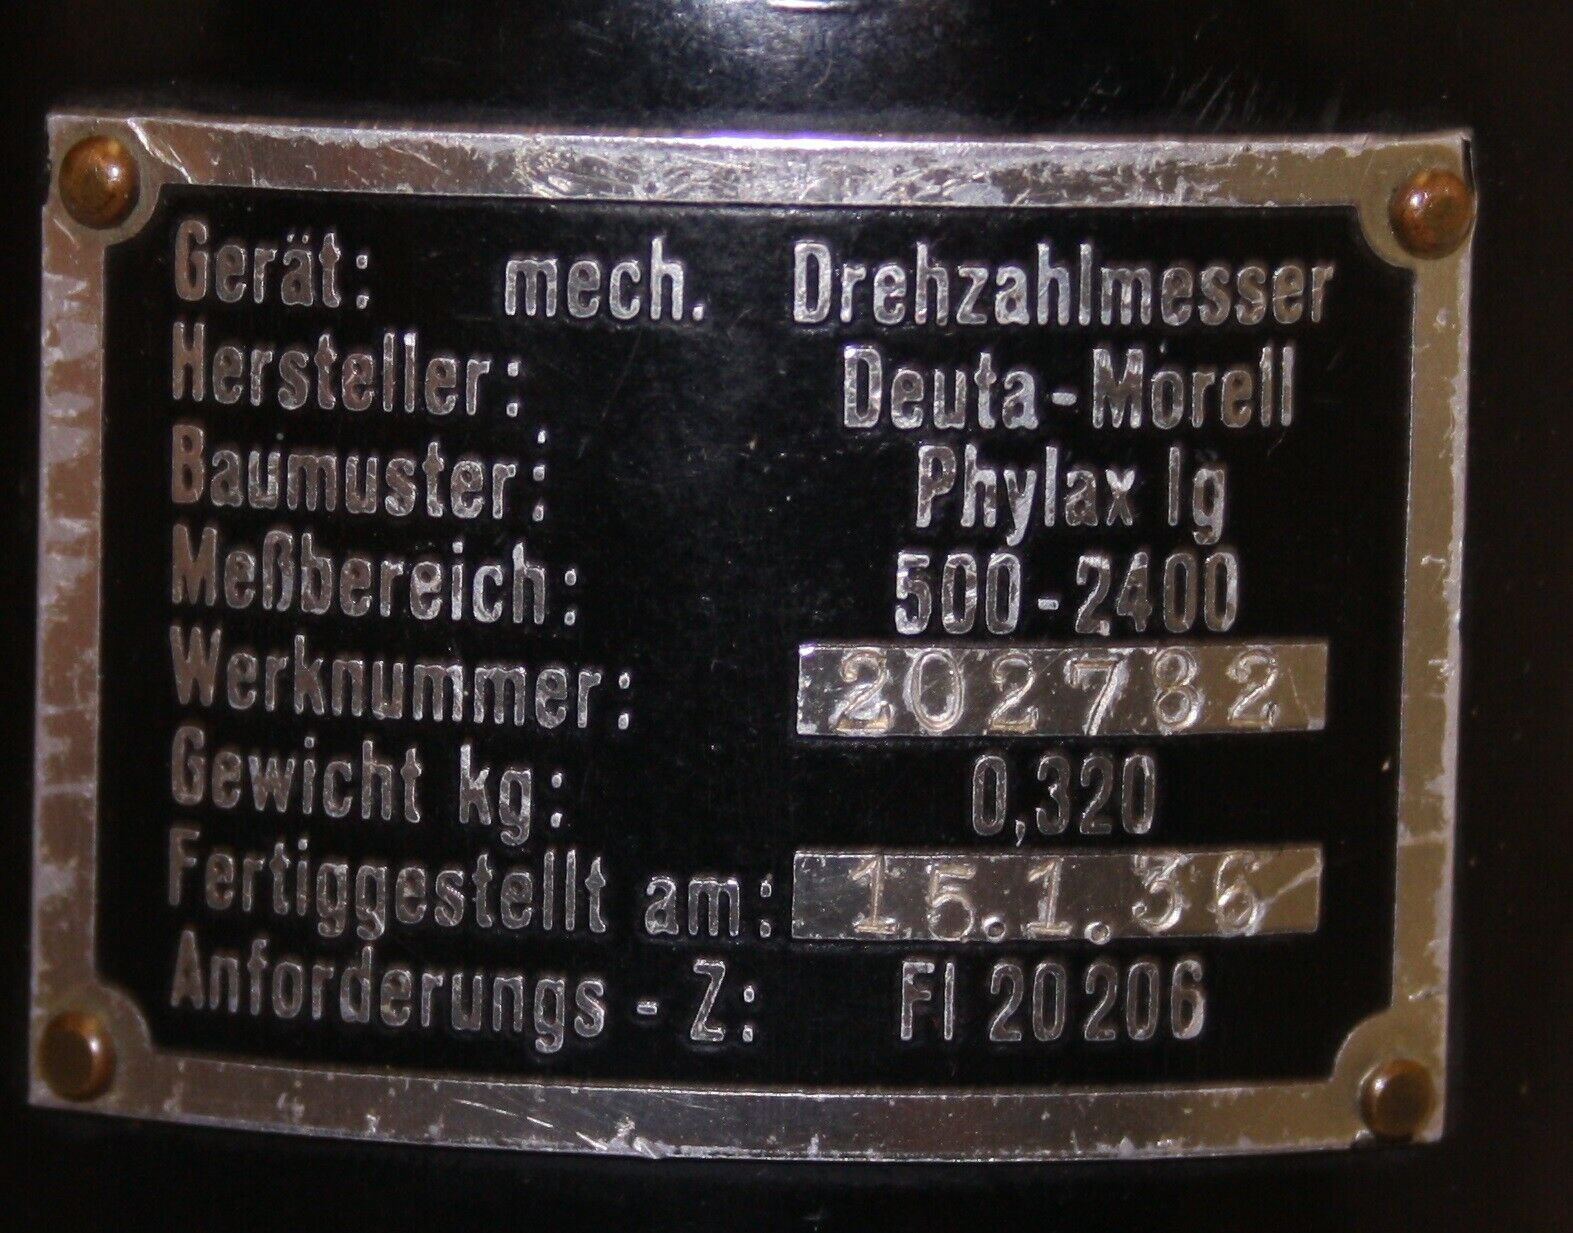 Gerät: mech. Drehzahlmesser
Hersteller: Deuta-Morell
Baumuster: Phylax Ig
Meßbereich: 500-2400
Werknummer: 202782
Gewicht kg: 0,320
Fertiggestellt am: 15.1.36
Anforderungs-Z: Fl 20206